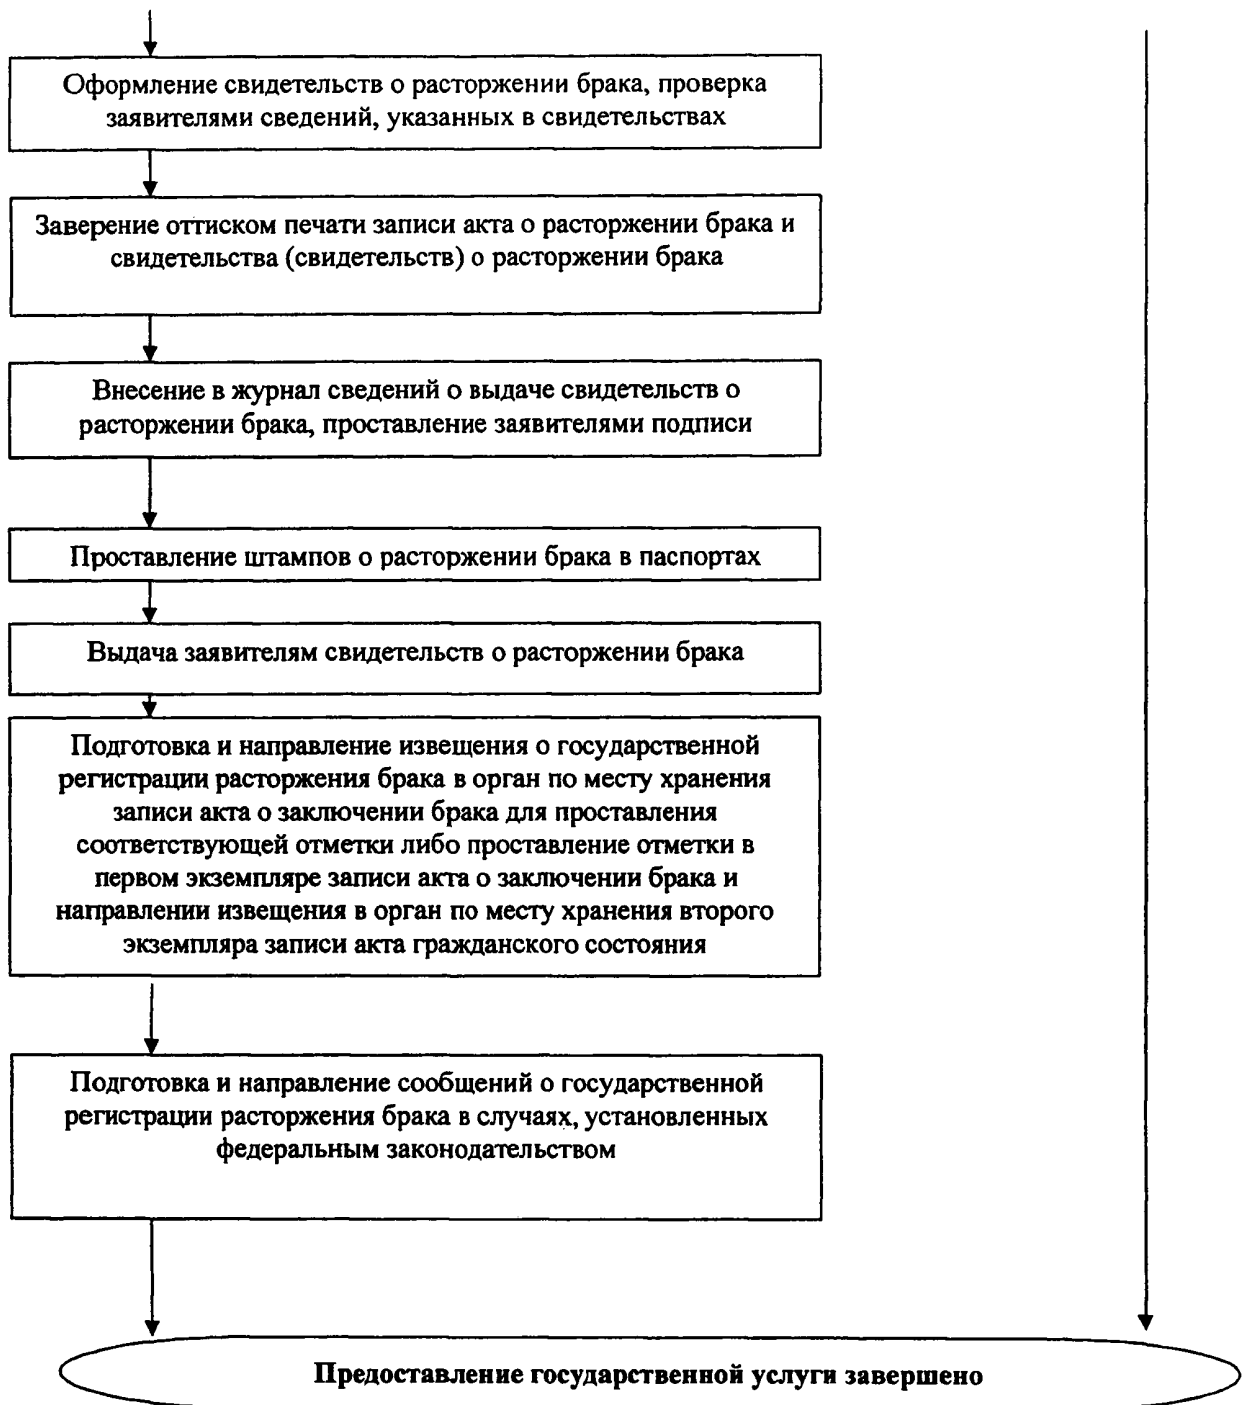 Оформление свидетельств о расторжении брака, проверка
заявителями сведений, указанных в свидетельствах
Заверение оттиском печати записи акта о расторжении брака и
свидетельства (свидетельств) о расторжении брака
Внесение в журнал сведений о выдаче свидетельств о
расторжении брака, проставление заявителями подписи
Проставление штампов о расторжении брака в паспортах
Выдача заявителям свидетельств о расторжении брака
Подготовка и направление извещения о государственной
регистрации расторжения брака в орган по месту хранения
записи акта о заключении брака для проставления
соответствующей отметки либо проставление отметки в
первом экземпляре записи акта о заключении брака и
направлении извещения в орган по месту хранения второго
экземпляра записи акта гражданского состояния
Подготовка и направление сообщений о государственной
регистрации расторжения брака в случаях, установленных
федеральным законодательством
Предоставление государственной услуги завершено